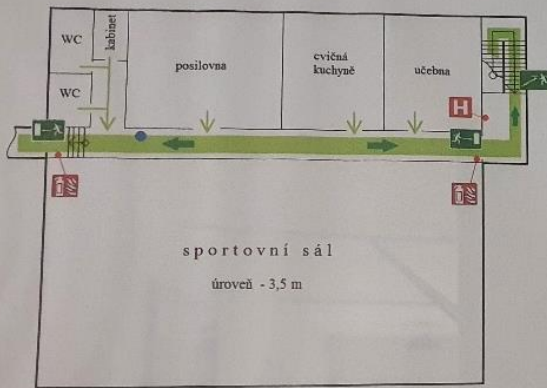 WC
kabinet
WC
posilovna
cvičná
kuchyně
učebna
H
sportovní sál
úroveň - 3,5 m